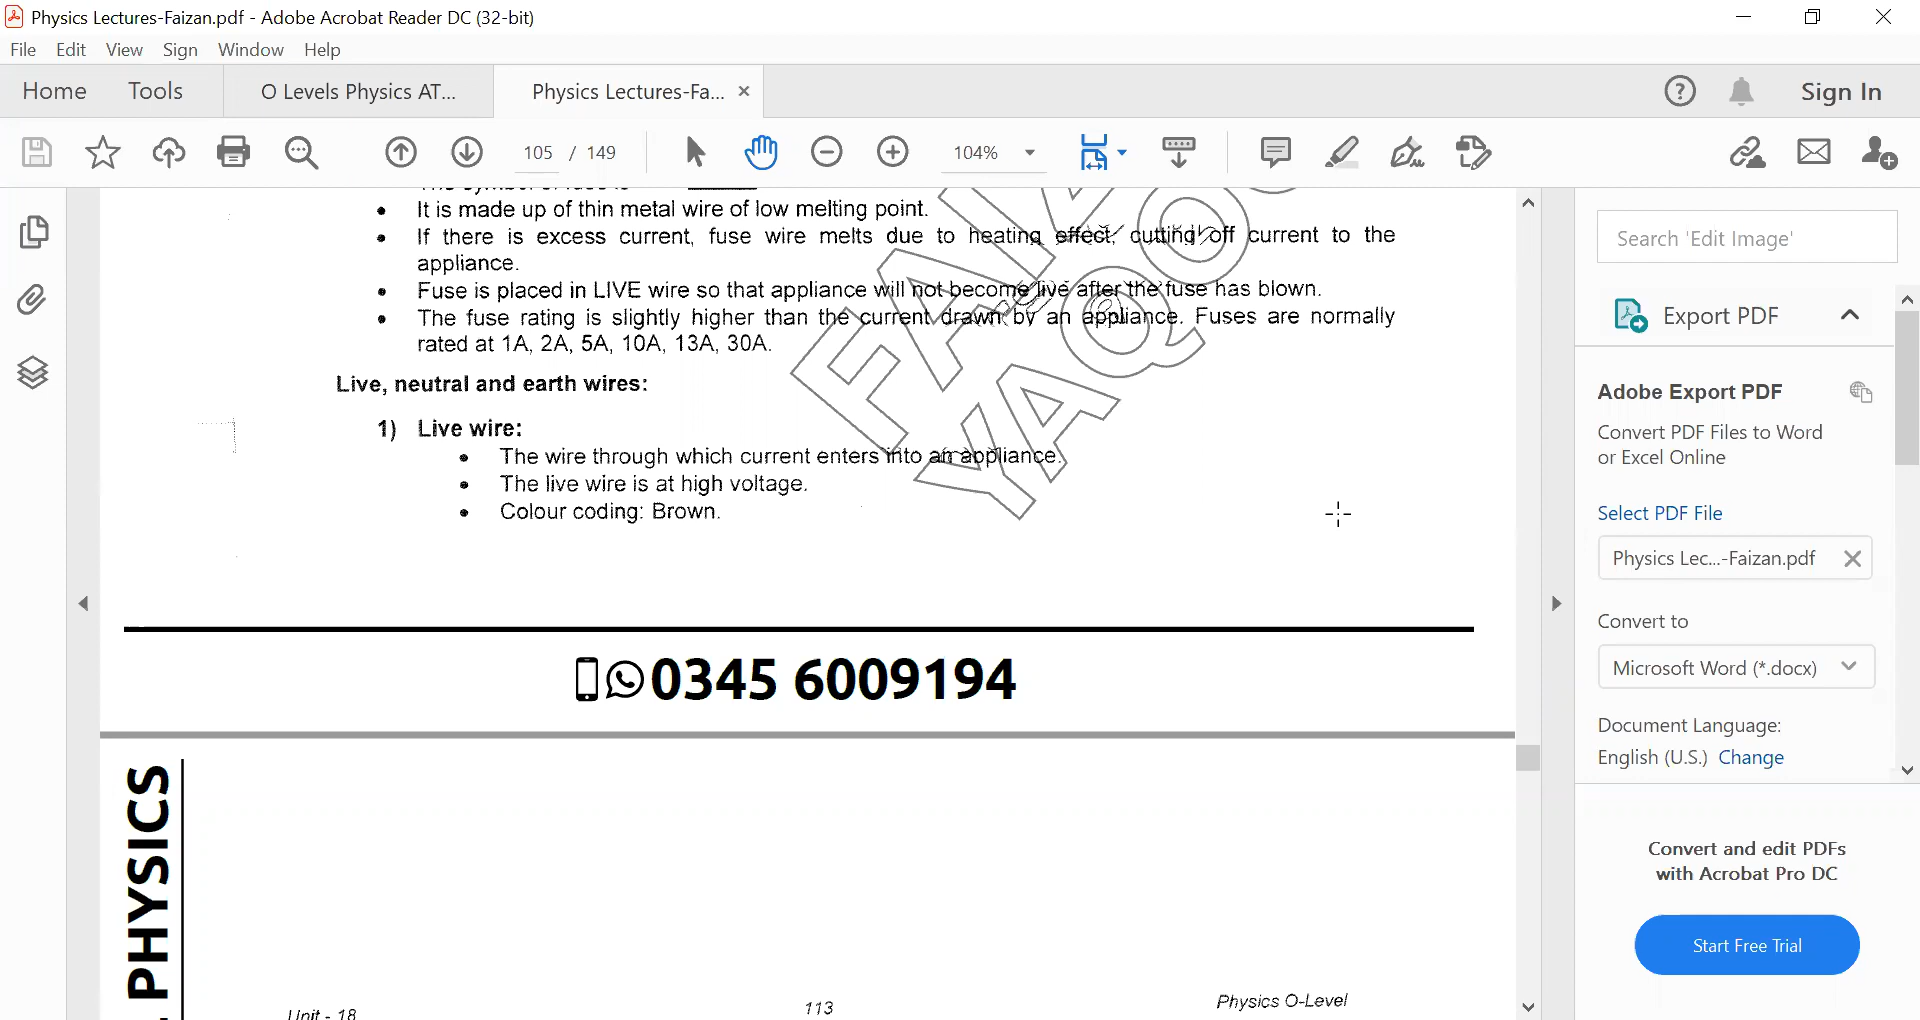 Physics Lectures-Faizan.pdf - Adobe Acrobat Reader DC (32-bit)
File Edit View Sign Window Help
Home Tools O Levels Physics AT... Physics Lectures-Fa... × Sign In
105 / 149 104%
The symbol of fuse is
• It is made up of thin metal wire of low melting point.
• If there is excess current, fuse wire melts due to heating effect, cutting off current to the
appliance.
• Fuse is placed in LIVE wire so that appliance will not become live after the fuse has blown.
• The fuse rating is slightly higher than the current drawn by an appliance. Fuses are normally
rated at 1A, 2A, 5A, 10A, 13A, 30A.
Live, neutral and earth wires:
1) Live wire:
• The wire through which current enters into an appliance.
• The live wire is at high voltage.
• Colour coding: Brown.
0345 6009194
PHYSICS
Unit - 18 113 Physics O-Level
Search 'Edit Image'
Export PDF
Adobe Export PDF
Convert PDF Files to Word
or Excel Online
Select PDF File
Physics Lec...-Faizan.pdf
Convert to
Microsoft Word (*.docx)
Document Language:
English (U.S.) Change
Convert and edit PDFs
with Acrobat Pro DC
Start Free Trial